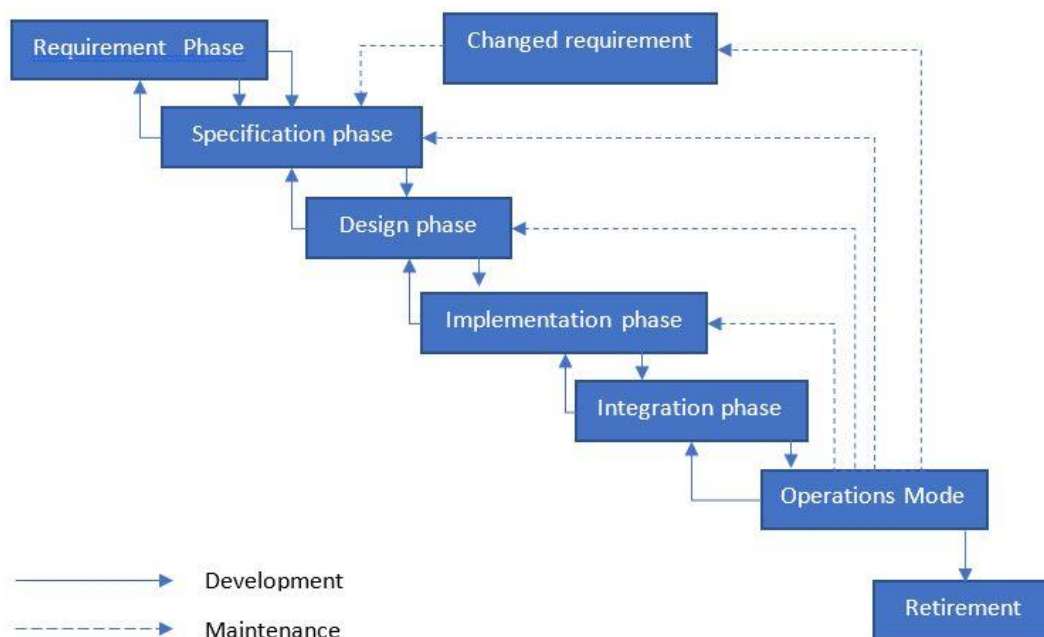 Requirement Phase
Changed requirement
Specification phase
Design phase
Implementation phase
Integration phase
Operations Mode
Development
Retirement
Maintenance